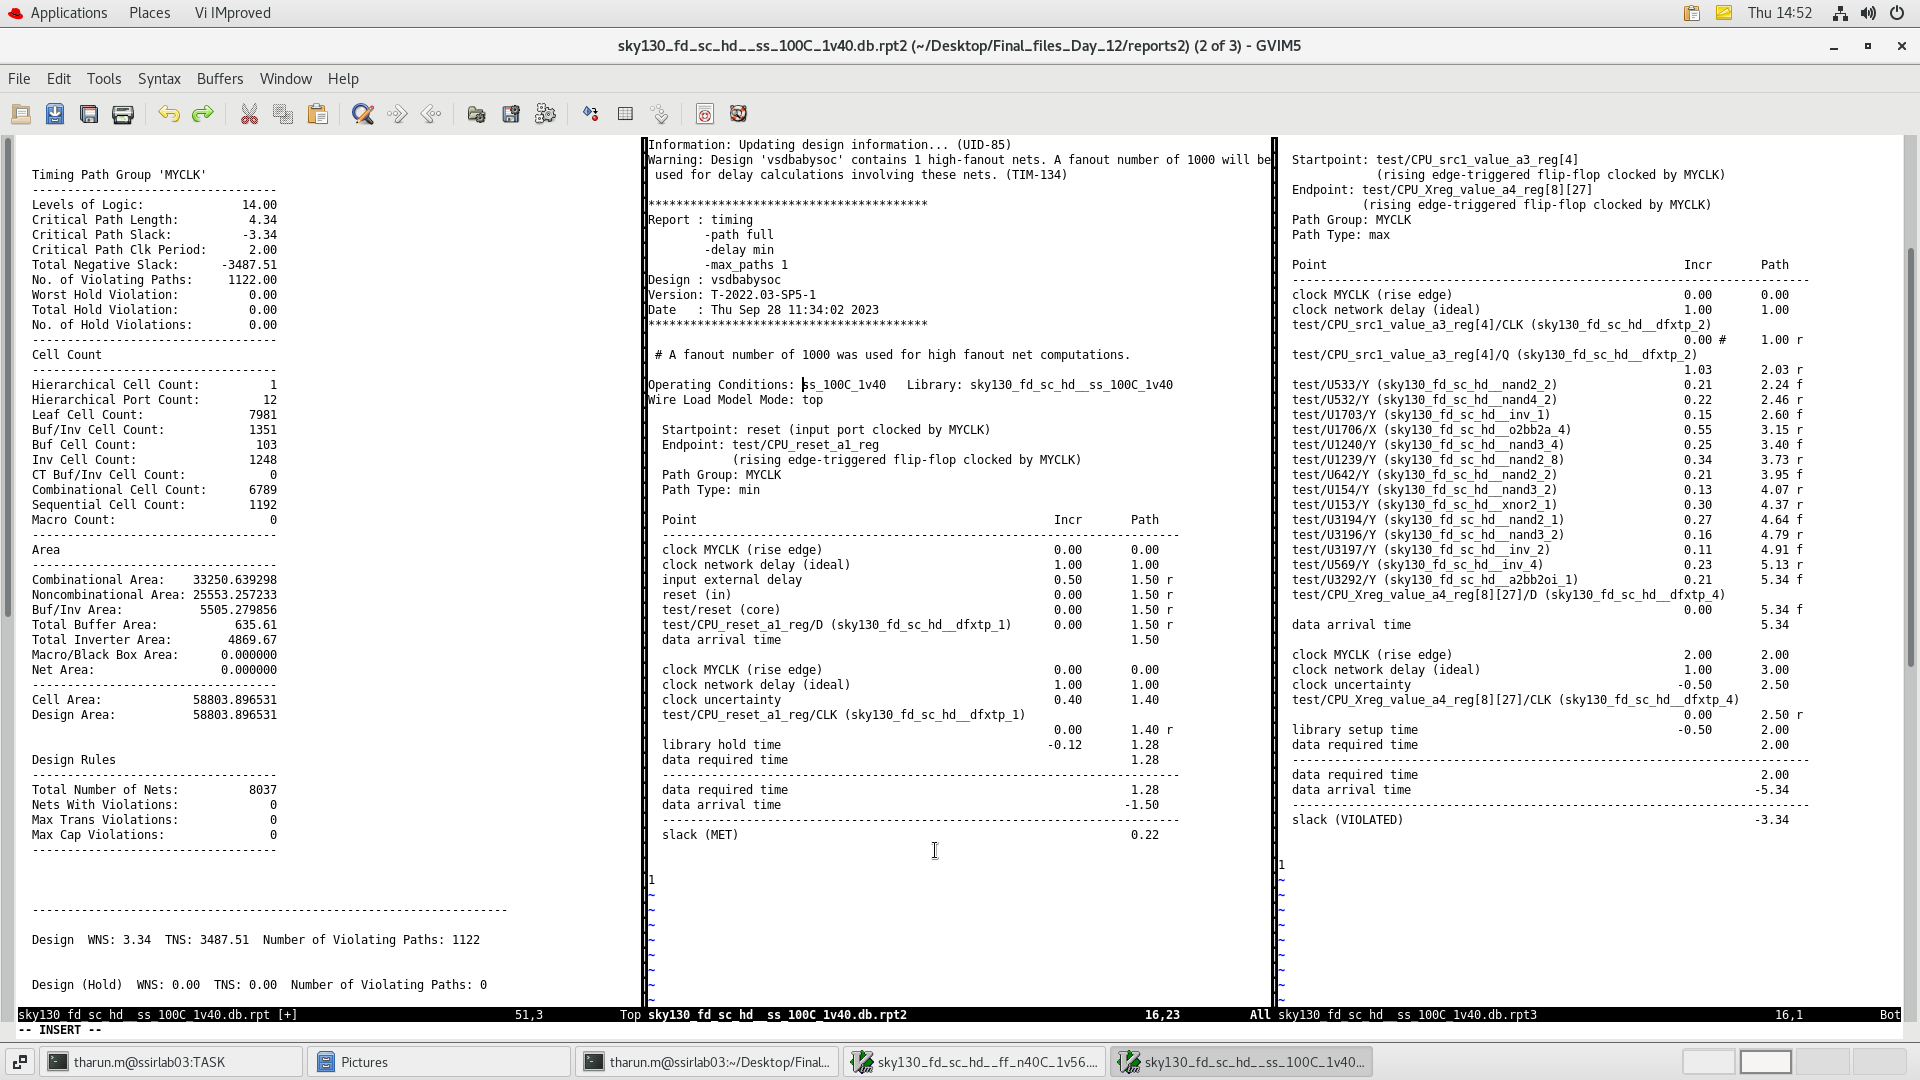 Applications Places Vi IMproved Thu 14:52
sky130_fd_sc_hd__ss_100C_1v40.db.rpt2 (~/Desktop/Final_files_Day_12/reports2) (2 of 3) - GVIM5
File Edit Tools Syntax Buffers Window Help
Timing Path Group 'MYCLK'
-----------------------------------
Levels of Logic: 14.00
Critical Path Length: 4.34
Critical Path Slack: -3.34
Critical Path Clk Period: 2.00
Total Negative Slack: -3487.51
No. of Violating Paths: 1122.00
Worst Hold Violation: 0.00
Total Hold Violation: 0.00
No. of Hold Violations: 0.00
-----------------------------------
Cell Count
-----------------------------------
Hierarchical Cell Count: 1
Hierarchical Port Count: 12
Leaf Cell Count: 7981
Buf/Inv Cell Count: 1351
Buf Cell Count: 103
Inv Cell Count: 1248
CT Buf/Inv Cell Count: 0
Combinational Cell Count: 6789
Sequential Cell Count: 1192
Macro Count: 0
-----------------------------------
Area
-----------------------------------
Combinational Area: 33250.639298
Noncombinational Area: 25553.257233
Buf/Inv Area: 5505.279856
Total Buffer Area: 635.61
Total Inverter Area: 4869.67
Macro/Black Box Area: 0.000000
Net Area: 0.000000
-----------------------------------
Cell Area: 58803.896531
Design Area: 58803.896531
Design Rules
-----------------------------------
Total Number of Nets: 8037
Nets With Violations: 0
Max Trans Violations: 0
Max Cap Violations: 0
-----------------------------------
--------------------------------------------------------------------
Design WNS: 3.34 TNS: 3487.51 Number of Violating Paths: 1122
Design (Hold) WNS: 0.00 TNS: 0.00 Number of Violating Paths: 0
sky130_fd_sc_hd__ss_100C_1v40.db.rpt [+] 51,3 Top
Information: Updating design information... (UID-85)
Warning: Design 'vsdbabysoc' contains 1 high-fanout nets. A fanout number of 1000 will be
used for delay calculations involving these nets. (TIM-134)
****************************************
Report : timing
-path full
-delay min
-max_paths 1
Design : vsdbabysoc
Version: T-2022.03-SP5-1
Date : Thu Sep 28 11:34:02 2023
****************************************
# A fanout number of 1000 was used for high fanout net computations.
Operating Conditions: ss_100C_1v40 Library: sky130_fd_sc_hd__ss_100C_1v40
Wire Load Model Mode: top
Startpoint: reset (input port clocked by MYCLK)
Endpoint: test/CPU_reset_a1_reg
(rising edge-triggered flip-flop clocked by MYCLK)
Path Group: MYCLK
Path Type: min
Point Incr Path
--------------------------------------------------------------------------
clock MYCLK (rise edge) 0.00 0.00
clock network delay (ideal) 1.00 1.00
input external delay 0.50 1.50 r
reset (in) 0.00 1.50 r
test/reset (core) 0.00 1.50 r
test/CPU_reset_a1_reg/D (sky130_fd_sc_hd__dfxtp_1) 0.00 1.50 r
data arrival time 1.50
clock MYCLK (rise edge) 0.00 0.00
clock network delay (ideal) 1.00 1.00
clock uncertainty 0.40 1.40
test/CPU_reset_a1_reg/CLK (sky130_fd_sc_hd__dfxtp_1)
0.00 1.40 r
library hold time -0.12 1.28
data required time 1.28
--------------------------------------------------------------------------
data required time 1.28
data arrival time -1.50
--------------------------------------------------------------------------
slack (MET) 0.22
1
~
~
~
~
~
~
~
~
sky130_fd_sc_hd__ss_100C_1v40.db.rpt2 16,23 All
Startpoint: test/CPU_src1_value_a3_reg[4]
(rising edge-triggered flip-flop clocked by MYCLK)
Endpoint: test/CPU_Xreg_value_a4_reg[8][27]
(rising edge-triggered flip-flop clocked by MYCLK)
Path Group: MYCLK
Path Type: max
Point Incr Path
--------------------------------------------------------------------------
clock MYCLK (rise edge) 0.00 0.00
clock network delay (ideal) 1.00 1.00
test/CPU_src1_value_a3_reg[4]/CLK (sky130_fd_sc_hd__dfxtp_2)
0.00 # 1.00 r
test/CPU_src1_value_a3_reg[4]/Q (sky130_fd_sc_hd__dfxtp_2)
1.03 2.03 r
test/U533/Y (sky130_fd_sc_hd__nand2_2) 0.21 2.24 f
test/U532/Y (sky130_fd_sc_hd__nand4_2) 0.22 2.46 r
test/U1703/Y (sky130_fd_sc_hd__inv_1) 0.15 2.60 f
test/U1706/X (sky130_fd_sc_hd__o2bb2a_4) 0.55 3.15 r
test/U1240/Y (sky130_fd_sc_hd__nand3_4) 0.25 3.40 f
test/U1239/Y (sky130_fd_sc_hd__nand2_8) 0.34 3.73 r
test/U642/Y (sky130_fd_sc_hd__nand2_2) 0.21 3.95 f
test/U154/Y (sky130_fd_sc_hd__nand3_2) 0.13 4.07 r
test/U153/Y (sky130_fd_sc_hd__xnor2_1) 0.30 4.37 r
test/U3194/Y (sky130_fd_sc_hd__nand2_1) 0.27 4.64 f
test/U3196/Y (sky130_fd_sc_hd__nand3_2) 0.16 4.79 r
test/U3197/Y (sky130_fd_sc_hd__inv_2) 0.11 4.91 f
test/U569/Y (sky130_fd_sc_hd__inv_4) 0.23 5.13 r
test/U3292/Y (sky130_fd_sc_hd__a2bb2oi_1) 0.21 5.34 f
test/CPU_Xreg_value_a4_reg[8][27]/D (sky130_fd_sc_hd__dfxtp_4)
0.00 5.34 f
data arrival time 5.34
clock MYCLK (rise edge) 2.00 2.00
clock network delay (ideal) 1.00 3.00
clock uncertainty -0.50 2.50
test/CPU_Xreg_value_a4_reg[8][27]/CLK (sky130_fd_sc_hd__dfxtp_4)
0.00 2.50 r
library setup time -0.50 2.00
data required time 2.00
--------------------------------------------------------------------------
data required time 2.00
data arrival time -5.34
--------------------------------------------------------------------------
slack (VIOLATED) -3.34
1
~
~
~
~
~
~
~
~
~
sky130_fd_sc_hd__ss_100C_1v40.db.rpt3 16,1 Bot
-- INSERT --
tharun.m@ssirlab03:TASK
Pictures
tharun.m@ssirlab03:~/Desktop/Final...
sky130_fd_sc_hd__ff_n40C_1v56....
sky130_fd_sc_hd__ss_100C_1v40...